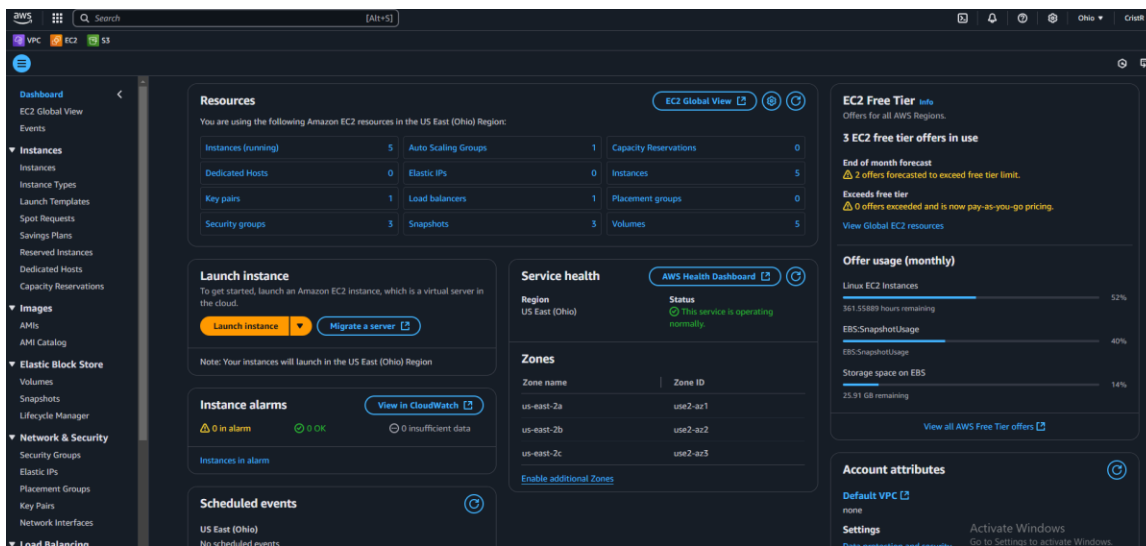 aws
Search
[Alt+S]
Ohio
CristR
VPC
EC2
S3
Dashboard
EC2 Global View
Events
Instances
Instances
Instance Types
Launch Templates
Spot Requests
Savings Plans
Reserved Instances
Dedicated Hosts
Capacity Reservations
Images
AMIs
AMI Catalog
Elastic Block Store
Volumes
Snapshots
Lifecycle Manager
Network & Security
Security Groups
Elastic IPs
Placement Groups
Key Pairs
Network Interfaces
Load Balancing
Resources
EC2 Global View
You are using the following Amazon EC2 resources in the US East (Ohio) Region:
Instances (running) 5 Auto Scaling Groups 1 Capacity Reservations 0
Dedicated Hosts 0 Elastic IPs 0 Instances 5
Key pairs 1 Load balancers 1 Placement groups 0
Security groups 3 Snapshots 3 Volumes 5
Launch instance
To get started, launch an Amazon EC2 instance, which is a virtual server in
the cloud.
Launch instance
Migrate a server
Note: Your instances will launch in the US East (Ohio) Region
Instance alarms
View in CloudWatch
0 in alarm 0 OK 0 insufficient data
Instances in alarm
Scheduled events
US East (Ohio)
No scheduled events
Service health
AWS Health Dashboard
Region Status
US East (Ohio) This service is operating
normally.
Zones
Zone name Zone ID
us-east-2a use2-az1
us-east-2b use2-az2
us-east-2c use2-az3
Enable additional Zones
EC2 Free Tier Info
Offers for all AWS Regions.
3 EC2 free tier offers in use
End of month forecast
2 offers forecasted to exceed free tier limit.
Exceeds free tier
0 offers exceeded and is now pay-as-you-go pricing.
View Global EC2 resources
Offer usage (monthly)
Linux EC2 Instances
52%
361.55889 hours remaining
EBS:SnapshotUsage
40%
EBS:SnapshotUsage
Storage space on EBS
14%
25.91 GB remaining
View all AWS Free Tier offers
Account attributes
Default VPC
none
Settings
Data protection and security
Activate Windows
Go to Settings to activate Windows.